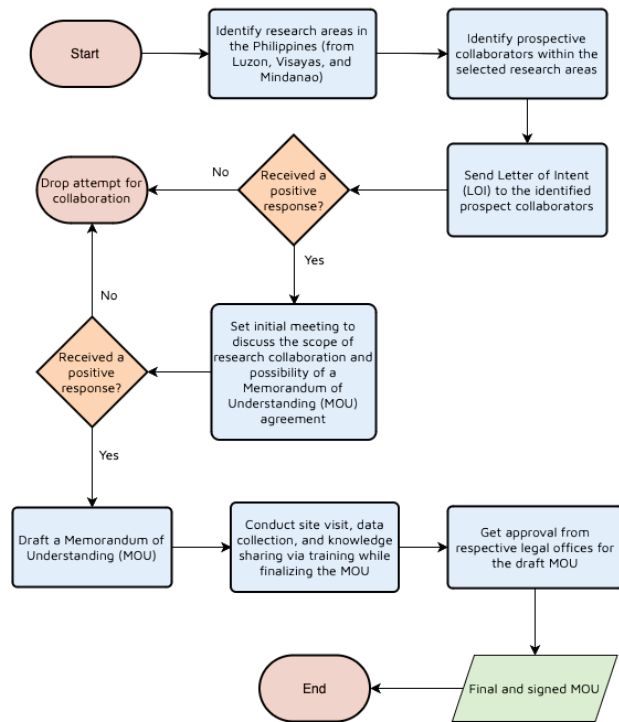 Start
Identify research areas in
the Philippines (from
Luzon, Visayas, and
Mindanao)
Identify prospective
collaborators within the
selected research areas
Send Letter of Intent
(LOI) to the identified
prospect collaborators
Received a
positive
response?
No
Drop attempt for
collaboration
Yes
Set initial meeting to
discuss the scope of
research collaboration and
possibility of a
Memorandum of
Understanding (MOU)
agreement
Received a
positive
response?
No
Yes
Draft a Memorandum of
Understanding (MOU)
Conduct site visit, data
collection, and knowledge
sharing via training while
finalizing the MOU
Get approval from
respective legal offices for
the draft MOU
Final and signed MOU
End